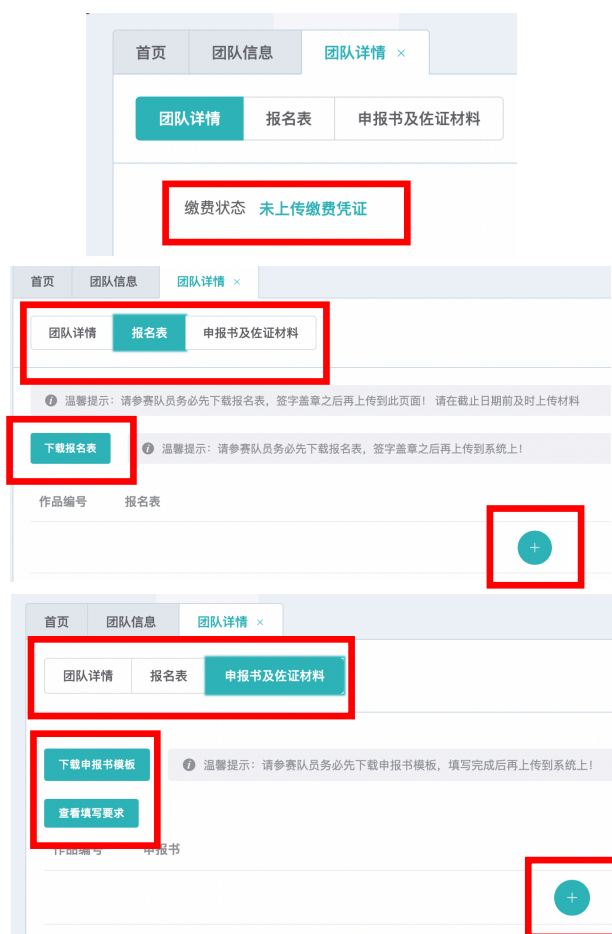 首页 团队信息 团队详情 ×
团队详情 报名表 申报书及佐证材料
缴费状态 未上传缴费凭证
首页 团队信息 团队详情 ×
团队详情 报名表 申报书及佐证材料
温馨提示：请参赛队员务必先下载报名表，签字盖章之后再上传到此页面！ 请在截止日期前及时上传材料
下载报名表 温馨提示：请参赛队员务必先下载报名表，签字盖章之后再上传到系统上！
作品编号 报名表
+
首页 团队信息 团队详情 ×
团队详情 报名表 申报书及佐证材料
下载申报书模板 温馨提示：请参赛队员务必先下载申报书模板，填写完成后再上传到系统上！
查看填写要求
作品编号 申报书
+